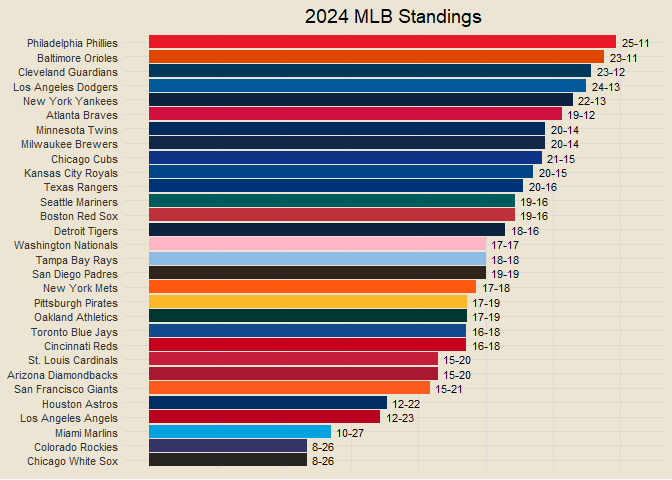 2024 MLB Standings
Philadelphia Phillies 25-11
Baltimore Orioles 23-11
Cleveland Guardians 23-12
Los Angeles Dodgers 24-13
New York Yankees 22-13
Atlanta Braves 19-12
Minnesota Twins 20-14
Milwaukee Brewers 20-14
Chicago Cubs 21-15
Kansas City Royals 20-15
Texas Rangers 20-16
Seattle Mariners 19-16
Boston Red Sox 19-16
Detroit Tigers 18-16
Washington Nationals 17-17
Tampa Bay Rays 18-18
San Diego Padres 19-19
New York Mets 17-18
Pittsburgh Pirates 17-19
Oakland Athletics 17-19
Toronto Blue Jays 16-18
Cincinnati Reds 16-18
St. Louis Cardinals 15-20
Arizona Diamondbacks 15-20
San Francisco Giants 15-21
Houston Astros 12-22
Los Angeles Angels 12-23
Miami Marlins 10-27
Colorado Rockies 8-26
Chicago White Sox 8-26